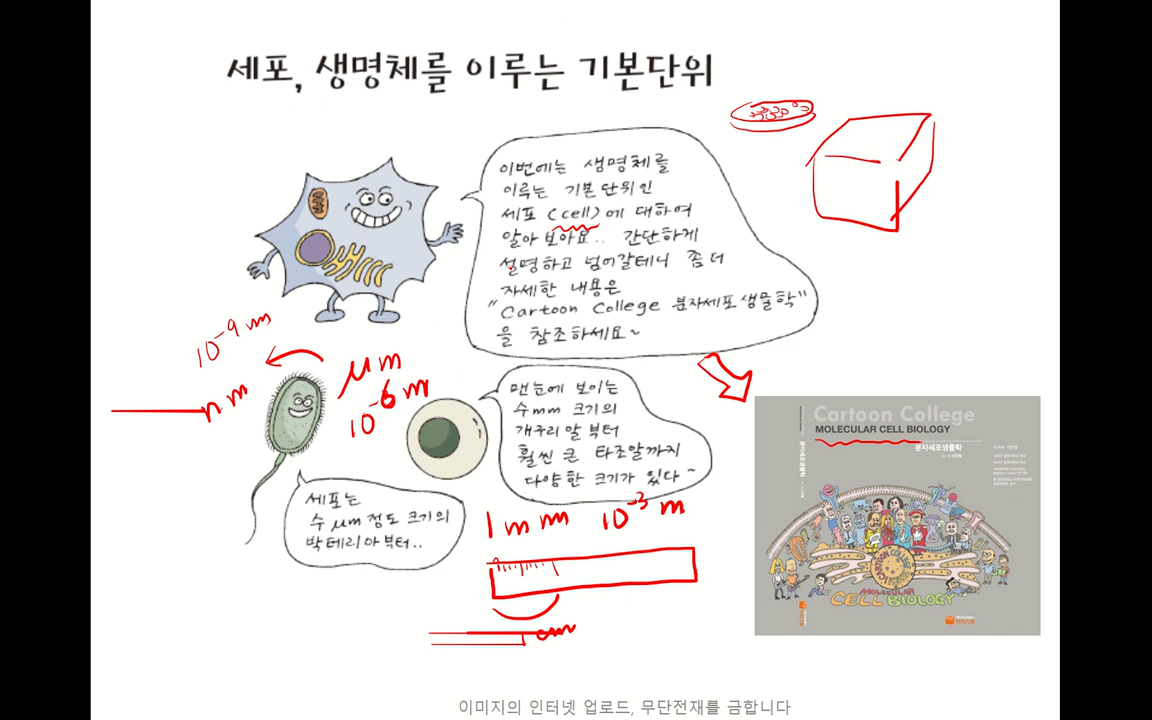 세포, 생명체를 이루는 기본단위
이번에는 생명체를
이루는 기본단위인
세포 (cell)에 대하여
알아보아요.. 간단하게
설명하고 넘어갈테니 좀 더
자세한 내용은
"Cartoon College 분자세포생물학"
을 참조하세요~
10⁻⁹ m
nm
μm
10⁻⁶ m
맨눈에 보이는
수mm 크기의
개구리알 부터
훨씬 큰 타조알까지
다양한 크기가 있다~
세포는
수 μm정도 크기의
박테리아부터..
1mm 10⁻³ m
cm
Cartoon College
MOLECULAR CELL BIOLOGY
분자세포생물학
CARTOON COLLEGE
MOLECULAR
CELL BIOLOGY
이미지의 인터넷 업로드, 무단전재를 금합니다